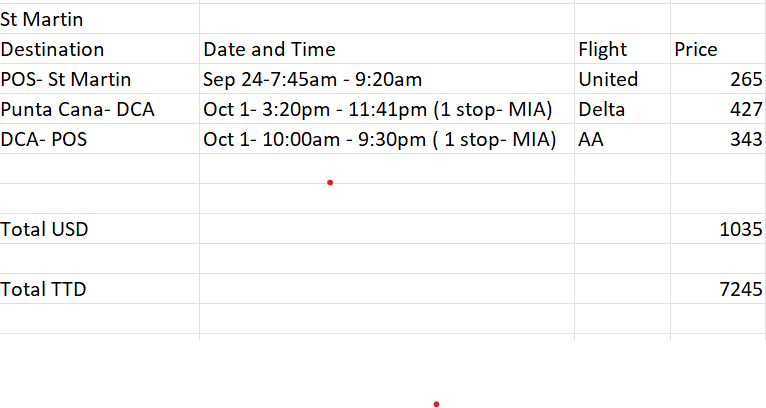 St Martin
Destination Date and Time Flight Price
POS- St Martin Sep 24-7:45am - 9:20am United 265
Punta Cana- DCA Oct 1- 3:20pm - 11:41pm (1 stop- MIA) Delta 427
DCA- POS Oct 1- 10:00am - 9:30pm ( 1 stop- MIA) AA 343
Total USD 1035
Total TTD 7245